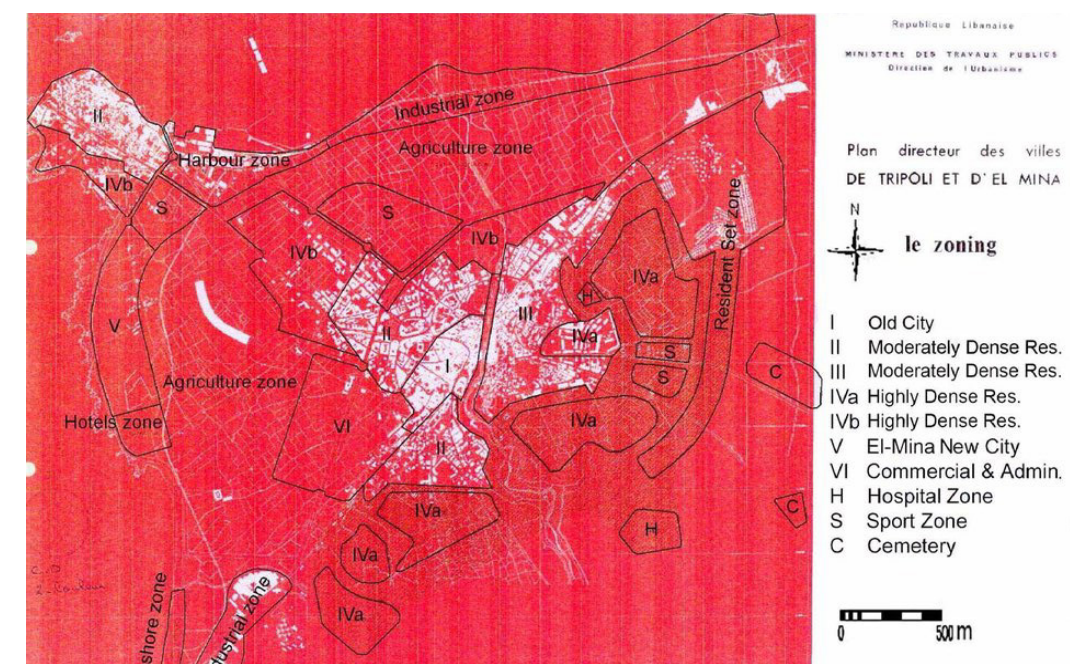 Republique Libanaise
MINISTERE DES TRAVAUX PUBLICS
Direction de l'Urbanisme
Plan directeur des villes
DE TRIPOLI ET D'EL MINA
N
le zoning
I Old City
II Moderately Dense Res.
III Moderately Dense Res.
IVa Highly Dense Res.
IVb Highly Dense Res.
V El-Mina New City
VI Commercial & Admin.
H Hospital Zone
S Sport Zone
C Cemetery
0 500 m
II
Industrial zone
Harbour zone
Agriculture zone
IVb
S
S
IVb
IVb
Resident Sei zone
IVa
H
III
V
II
IVa
S
I
S
C
Agriculture zone
Hotels zone
VI
IVa
II
IVa
C
H
IVa
IVa
shore zone
dustrial zone